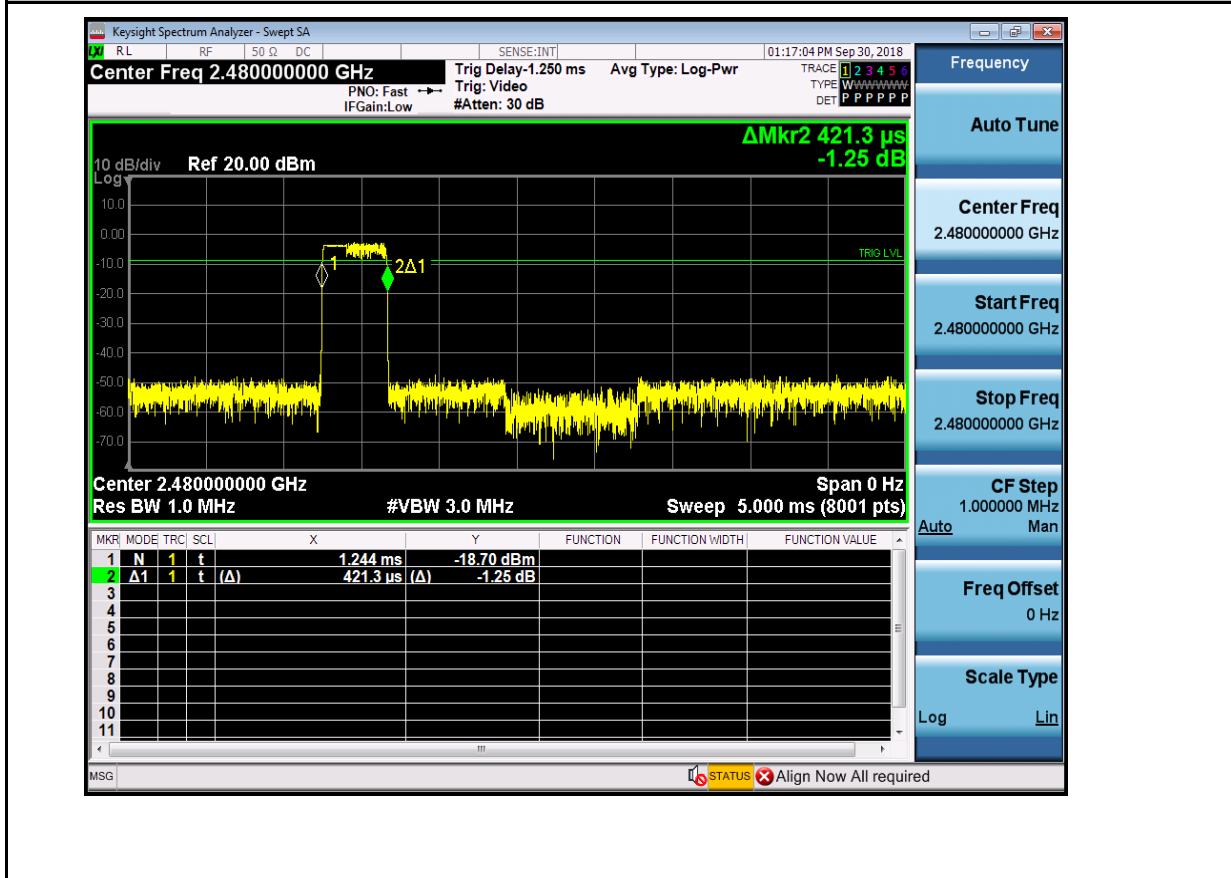 Keysight Spectrum Analyzer - Swept SA
LXI RL RF 50 Ω DC SENSE:INT 01:17:04 PM Sep 30, 2018
Center Freq 2.480000000 GHz
PNO: Fast
IFGain:Low
Trig Delay-1.250 ms
Trig: Video
#Atten: 30 dB
Avg Type: Log-Pwr
TRACE 1 2 3 4 5 6
TYPE WWWWWW
DET P P P P P P
ΔMkr2 421.3 µs
-1.25 dB
10 dB/div Ref 20.00 dBm
Log
10.0
0.00
-10.0
-20.0
-30.0
-40.0
-50.0
-60.0
-70.0
1
2Δ1
TRIG LVL
Center 2.480000000 GHz Span 0 Hz
Res BW 1.0 MHz #VBW 3.0 MHz Sweep 5.000 ms (8001 pts)
MKR MODE TRC SCL X Y FUNCTION FUNCTION WIDTH FUNCTION VALUE
1 N 1 t 1.244 ms -18.70 dBm
2 Δ1 1 t (Δ) 421.3 µs (Δ) -1.25 dB
3
4
5
6
7
8
9
10
11
MSG STATUS Align Now All required
Frequency
Auto Tune
Center Freq
2.480000000 GHz
Start Freq
2.480000000 GHz
Stop Freq
2.480000000 GHz
CF Step
1.000000 MHz
Auto Man
Freq Offset
0 Hz
Scale Type
Log Lin